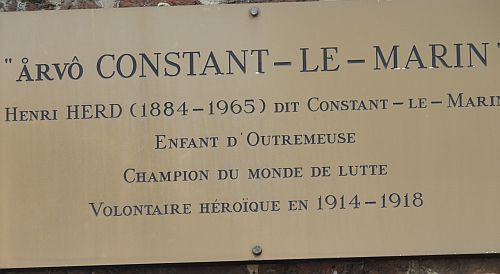 "ÅRVÔ CONSTANT-LE-MARIN"
HENRI HERD (1884-1965) DIT CONSTANT-LE-MARIN
ENFANT D'OUTREMEUSE
CHAMPION DU MONDE DE LUTTE
VOLONTAIRE HÉROÏQUE EN 1914-1918